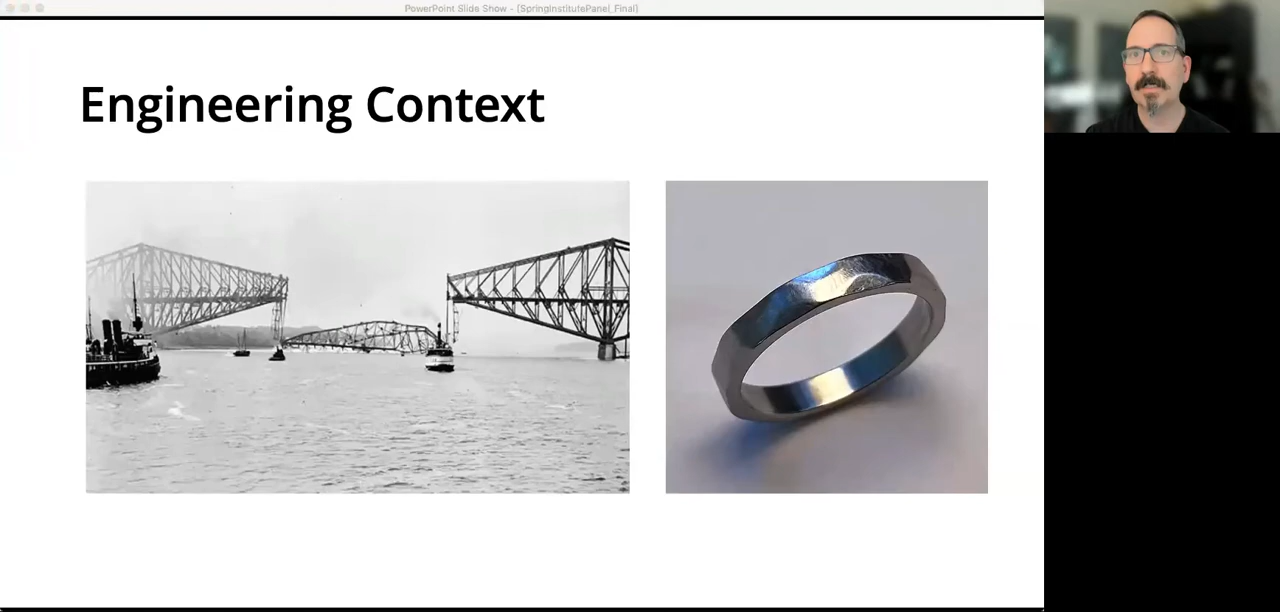 PowerPoint Slide Show - [SpringInstitutePanel_Final]
Engineering Context